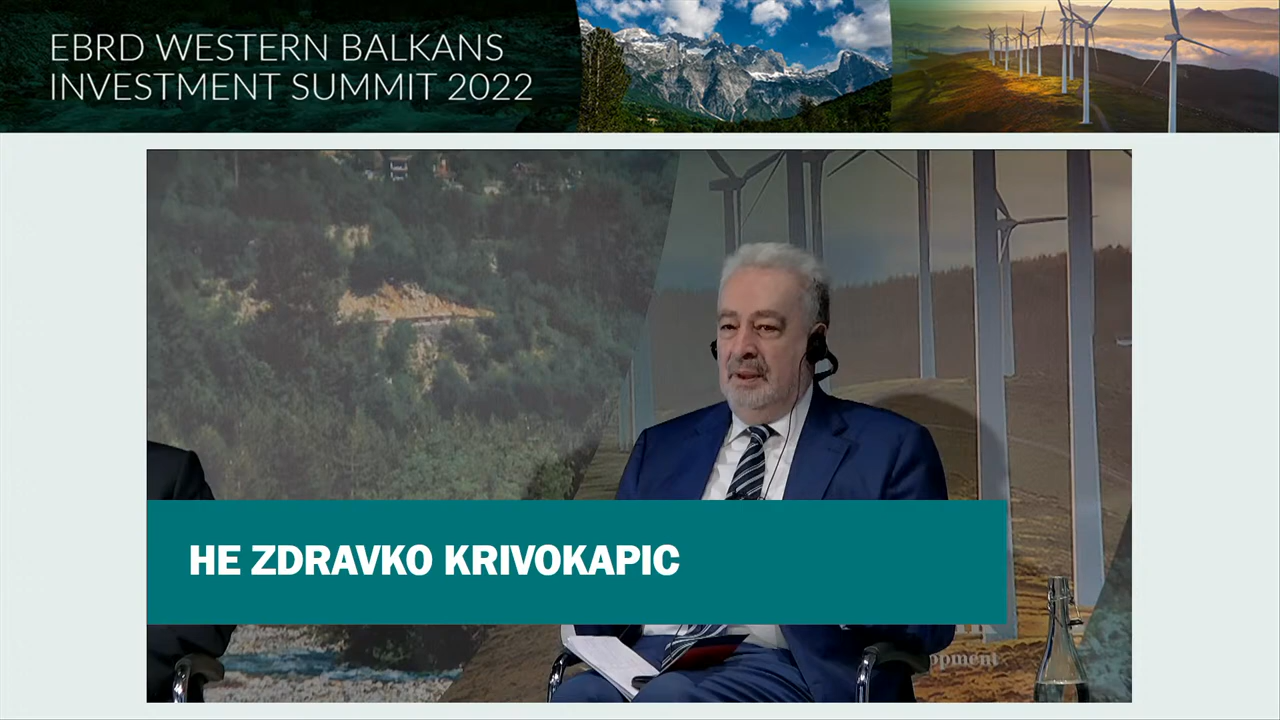 EBRD WESTERN BALKANS
INVESTMENT SUMMIT 2022
HE ZDRAVKO KRIVOKAPIC